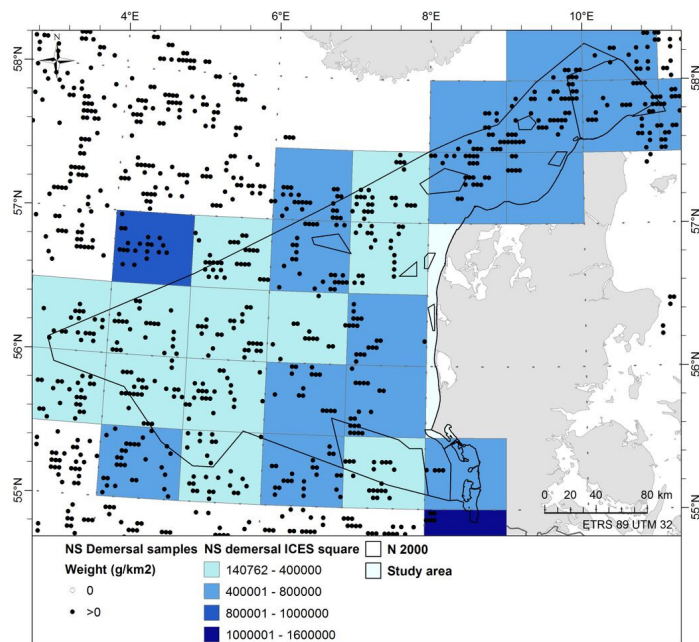 4°E 6°E 8°E 10°E
N
58°N 58°N
57°N 57°N
56°N 56°N
55°N 55°N
0 20 40 80 km
ETRS 89 UTM 32
NS Demersal samples NS demersal ICES square N 2000
Weight (g/km2) 140762 - 400000 Study area
0 400001 - 800000
>0 800001 - 1000000
1000001 - 1600000